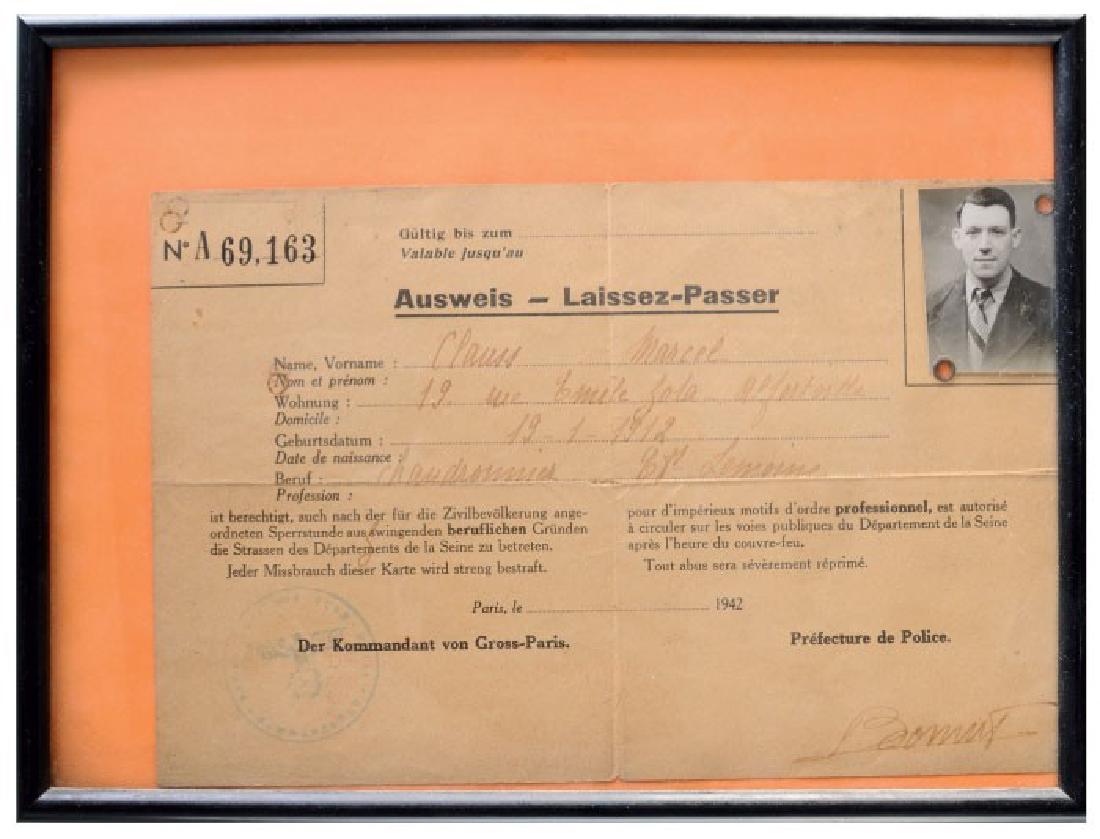 Nº A 69,163
Gültig bis zum
Valable jusqu'au
Ausweis – Laissez-Passer
Name, Vorname : Clauss Marcel
Nom et prénom :
Wohnung : 19 rue Emile Zola Alfortville
Domicile :
Geburtsdatum : 19-1-1912
Date de naissance :
Beruf : Chaudronnier Lemoine
Profession :
ist berechtigt, auch nach der für die Zivilbevölkerung ange-
ordneten Sperrstunde aus zwingenden beruflichen Gründen
die Strassen des Départements de la Seine zu betreten.
Jeder Missbrauch dieser Karte wird streng bestraft.
pour d'impérieux motifs d'ordre professionnel, est autorisé
à circuler sur les voies publiques du Département de la Seine
après l'heure du couvre-feu.
Tout abus sera sévèrement réprimé.
Paris, le 1942
Der Kommandant von Gross-Paris.
Préfecture de Police.